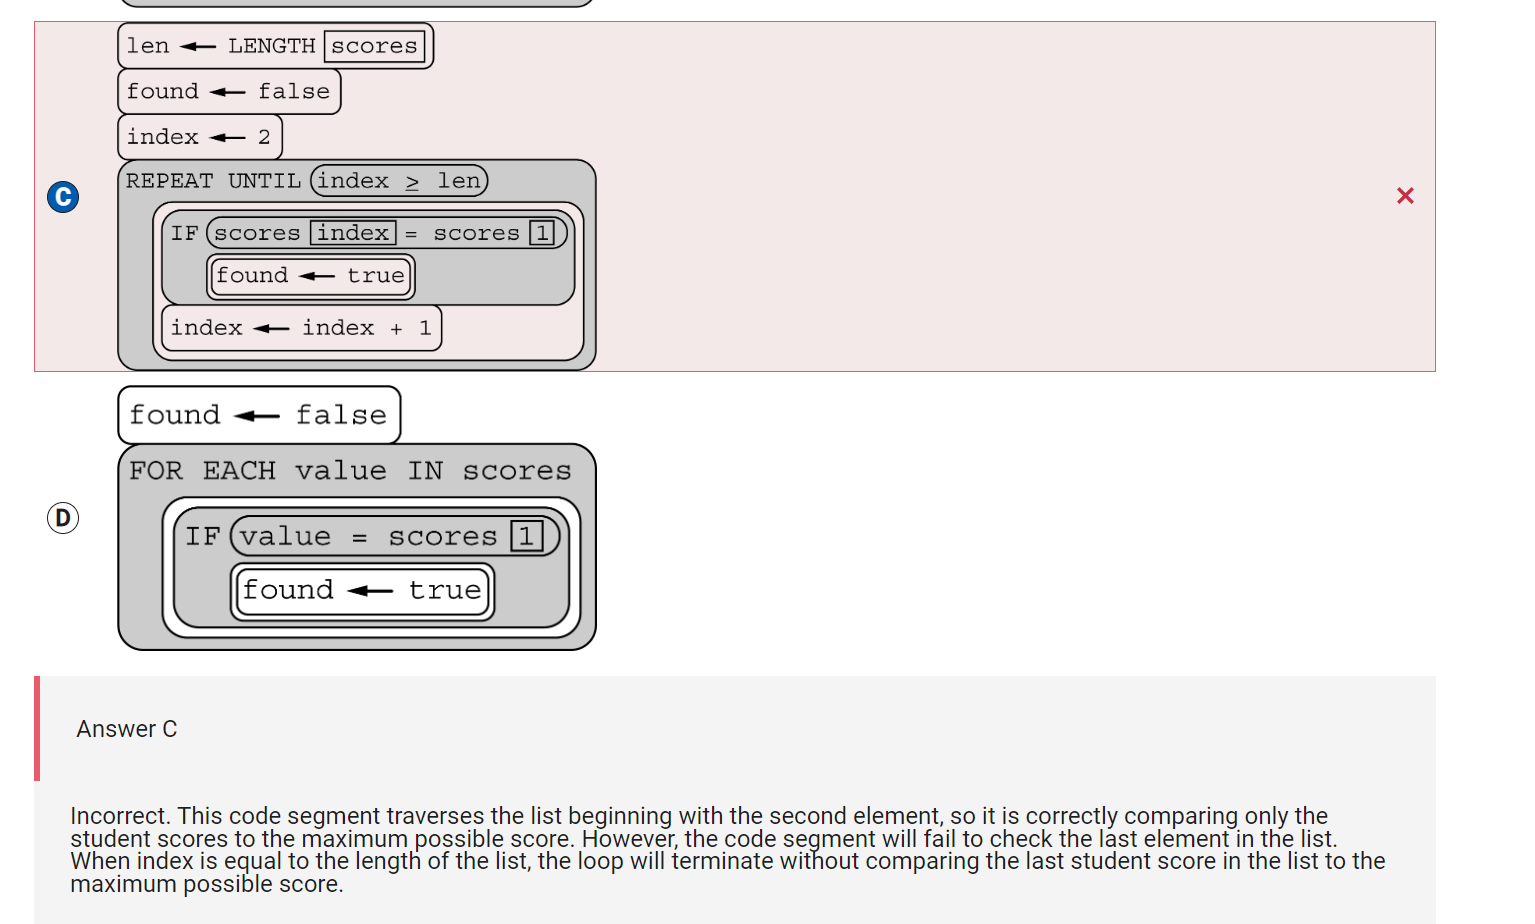 len ← LENGTH scores
found ← false
index ← 2
REPEAT UNTIL index ≥ len
C
IF scores index = scores 1
found ← true
index ← index + 1
found ← false
FOR EACH value IN scores
D
IF value = scores 1
found ← true
Answer C
Incorrect. This code segment traverses the list beginning with the second element, so it is correctly comparing only the
student scores to the maximum possible score. However, the code segment will fail to check the last element in the list.
When index is equal to the length of the list, the loop will terminate without comparing the last student score in the list to the
maximum possible score.